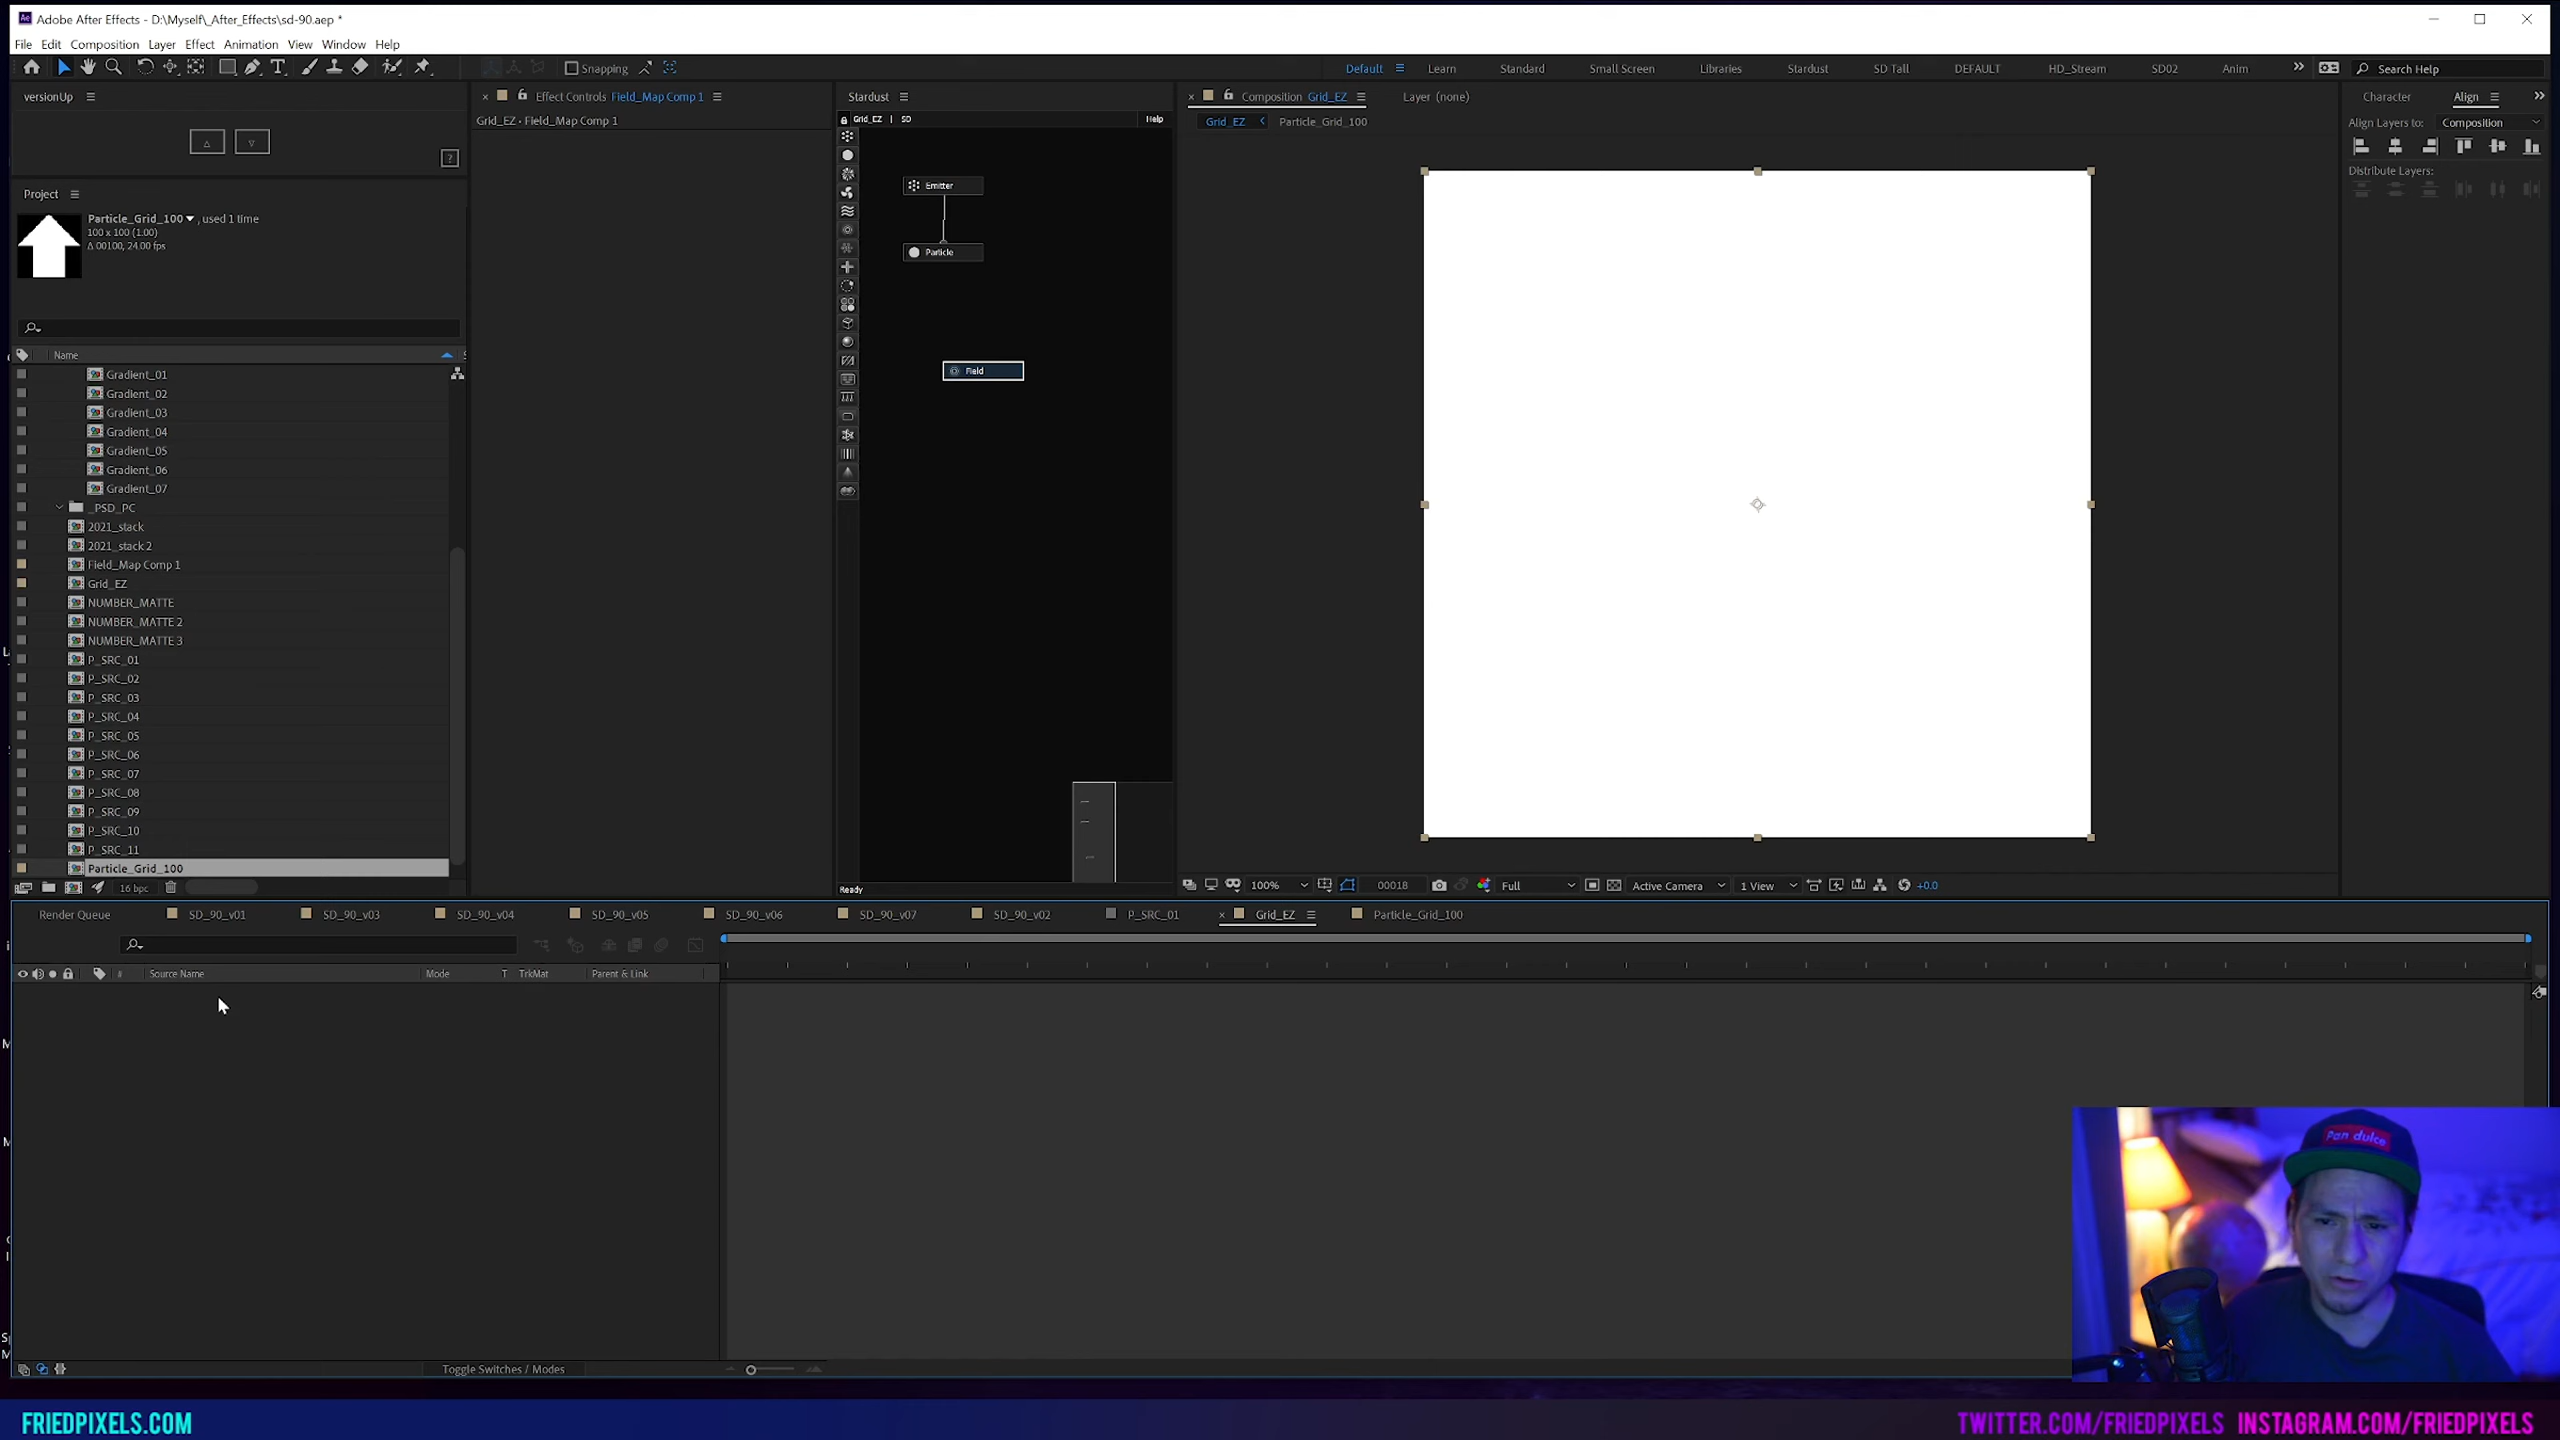 Adobe After Effects - D:\Myself\_After_Effects\sd-90.aep *
File Edit Composition Layer Effect Animation View Window Help
Snapping
Default Learn Standard Small Screen Libraries Stardust SD Tall DEFAULT HD_Stream SD02 Anim Search Help
versionUp
Effect Controls Field_Map Comp 1
Grid_EZ • Field_Map Comp 1
Stardust
Grid_EZ | SD Help
Emitter
Particle
Field
Ready
Composition Grid_EZ Layer (none)
Grid_EZ Particle_Grid_100
Character Align
Align Layers to: Composition
Distribute Layers:
Project
Particle_Grid_100 , used 1 time
100 x 100 (1.00)
Δ 00100, 24.00 fps
Name
Gradient_01
Gradient_02
Gradient_03
Gradient_04
Gradient_05
Gradient_06
Gradient_07
_PSD_PC
2021_stack
2021_stack 2
Field_Map Comp 1
Grid_EZ
NUMBER_MATTE
NUMBER_MATTE 2
NUMBER_MATTE 3
P_SRC_01
P_SRC_02
P_SRC_03
P_SRC_04
P_SRC_05
P_SRC_06
P_SRC_07
P_SRC_08
P_SRC_09
P_SRC_10
P_SRC_11
Particle_Grid_100
16 bpc
100% 00018 Full Active Camera 1 View +0.0
Render Queue SD_90_v01 SD_90_v03 SD_90_v04 SD_90_v05 SD_90_v06 SD_90_v07 SD_90_v02 P_SRC_01 Grid_EZ Particle_Grid_100
# Source Name Mode T TrkMat Parent & Link
Toggle Switches / Modes
Pan dulce
FRIEDPIXELS.COM
TWITTER.COM/FRIEDPIXELS INSTAGRAM.COM/FRIEDPIXELS